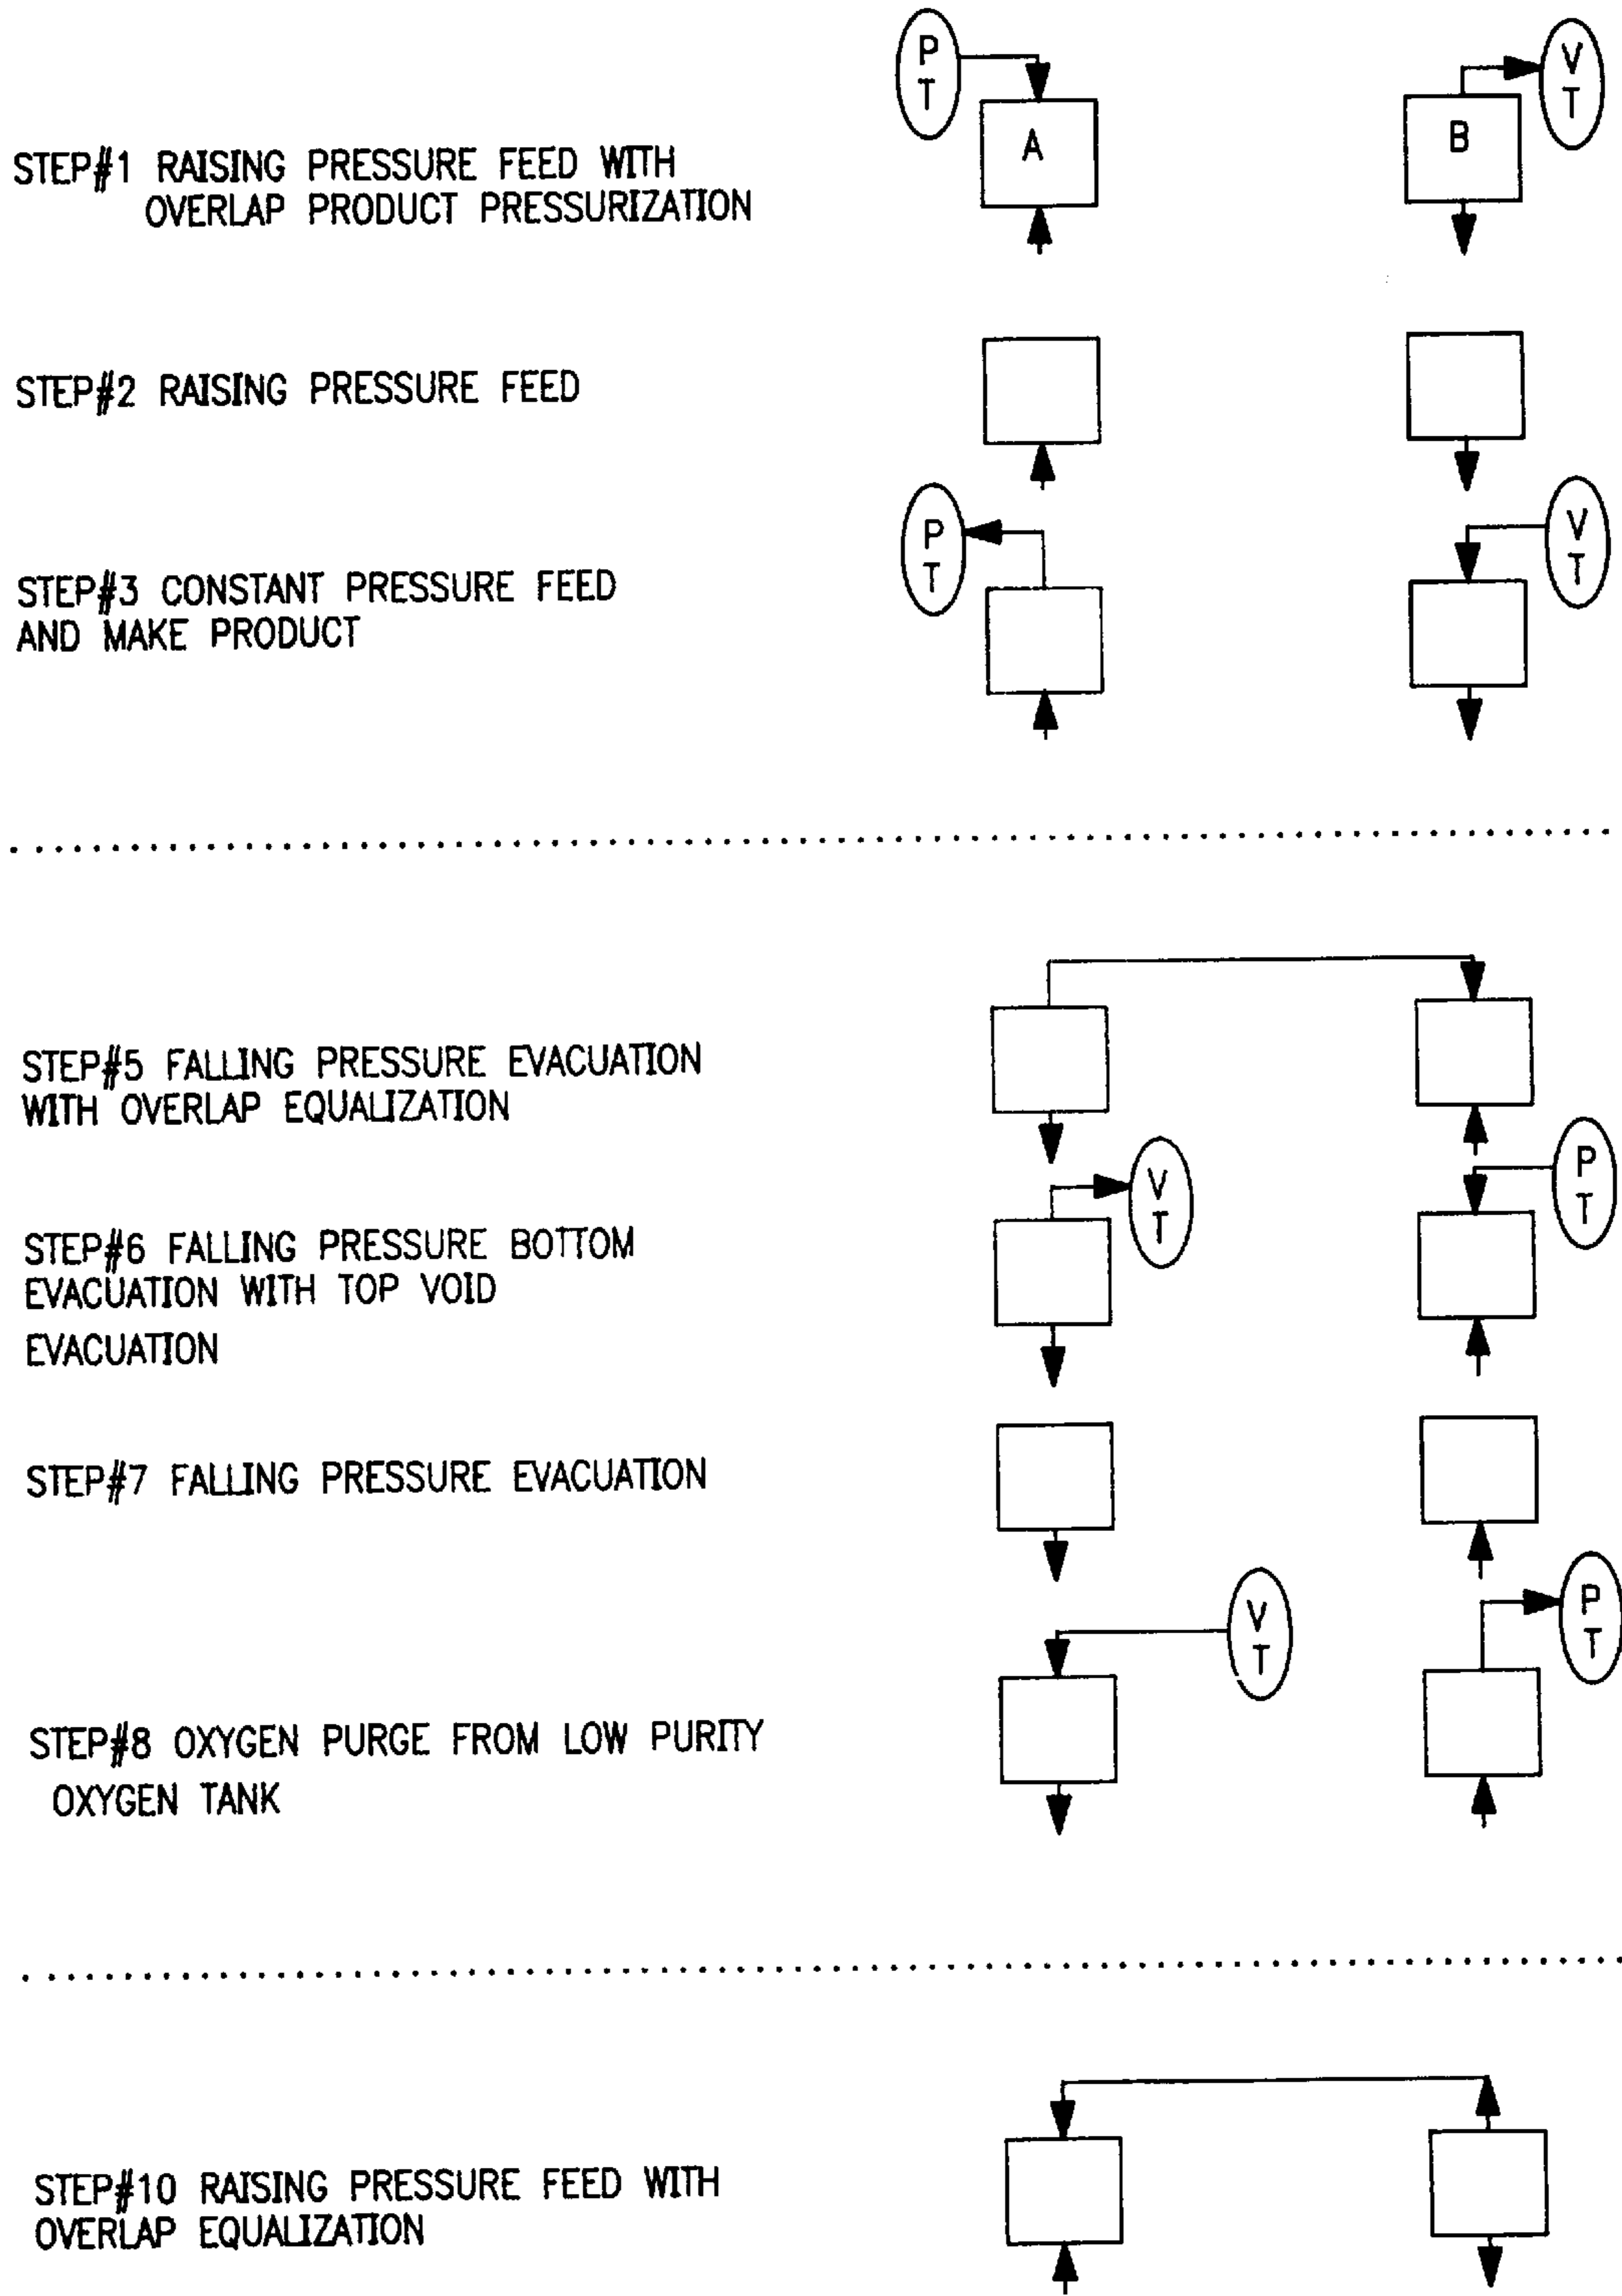 P
T
A
B
V
T
STEP#1 RAISING PRESSURE FEED WITH
OVERLAP PRODUCT PRESSURIZATION
STEP#2 RAISING PRESSURE FEED
P
T
V
T
STEP#3 CONSTANT PRESSURE FEED
AND MAKE PRODUCT
STEP#5 FALLING PRESSURE EVACUATION
WITH OVERLAP EQUALIZATION
V
T
P
T
STEP#6 FALLING PRESSURE BOTTOM
EVACUATION WITH TOP VOID
EVACUATION
STEP#7 FALLING PRESSURE EVACUATION
V
T
P
T
STEP#8 OXYGEN PURGE FROM LOW PURITY
OXYGEN TANK
STEP#10 RAISING PRESSURE FEED WITH
OVERLAP EQUALIZATION